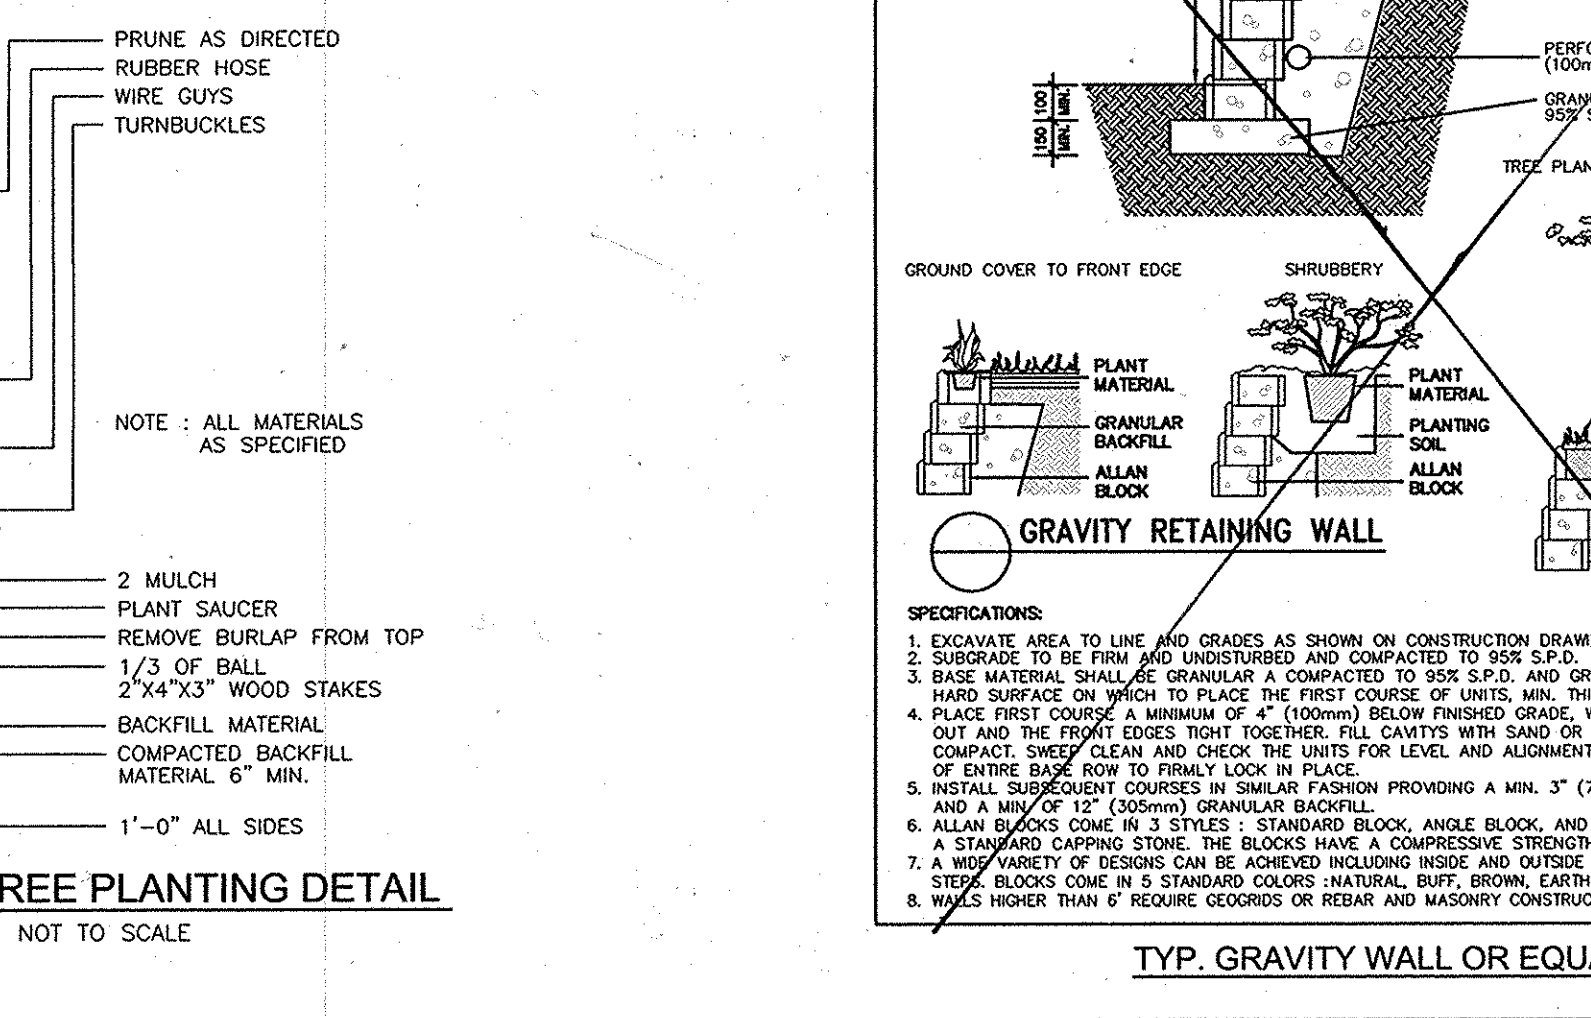 PRUNE AS DIRECTED
RUBBER HOSE
WIRE GUYS
TURNBUCKLES
NOTE : ALL MATERIALS
AS SPECIFIED
2 MULCH
PLANT SAUCER
REMOVE BURLAP FROM TOP
1/3 OF BALL
2"X4"X3" WOOD STAKES
BACKFILL MATERIAL
COMPACTED BACKFILL
MATERIAL 6" MIN.
1'-0" ALL SIDES
REE PLANTING DETAIL
NOT TO SCALE
100 MIN.
150 MIN.
PERFO
(100m
GRAN
95% S
TREE PLAN
GROUND COVER TO FRONT EDGE
SHRUBBERY
PLANT
MATERIAL
GRANULAR
BACKFILL
ALLAN
BLOCK
PLANT
MATERIAL
PLANTING
SOIL
ALLAN
BLOCK
GRAVITY RETAINING WALL
SPECIFICATIONS:
1. EXCAVATE AREA TO LINE AND GRADES AS SHOWN ON CONSTRUCTION DRAWI
2. SUBGRADE TO BE FIRM AND UNDISTURBED AND COMPACTED TO 95% S.P.D.
3. BASE MATERIAL SHALL BE GRANULAR A COMPACTED TO 95% S.P.D. AND GR
HARD SURFACE ON WHICH TO PLACE THE FIRST COURSE OF UNITS, MIN. THI
4. PLACE FIRST COURSE A MINIMUM OF 4" (100mm) BELOW FINISHED GRADE, W
OUT AND THE FRONT EDGES TIGHT TOGETHER. FILL CAVITYS WITH SAND OR
COMPACT. SWEEP CLEAN AND CHECK THE UNITS FOR LEVEL AND ALIGNMENT
OF ENTIRE BASE ROW TO FIRMLY LOCK IN PLACE.
5. INSTALL SUBSEQUENT COURSES IN SIMILAR FASHION PROVIDING A MIN. 3" (7
AND A MIN. OF 12" (305mm) GRANULAR BACKFILL.
6. ALLAN BLOCKS COME IN 3 STYLES : STANDARD BLOCK, ANGLE BLOCK, AND
A STANDARD CAPPING STONE. THE BLOCKS HAVE A COMPRESSIVE STRENGTH
7. A WIDE VARIETY OF DESIGNS CAN BE ACHIEVED INCLUDING INSIDE AND OUTSIDE
STEPS. BLOCKS COME IN 5 STANDARD COLORS :NATURAL, BUFF, BROWN, EARTH
8. WALLS HIGHER THAN 6' REQUIRE GEOGRIDS OR REBAR AND MASONRY CONSTRUC
TYP. GRAVITY WALL OR EQUA